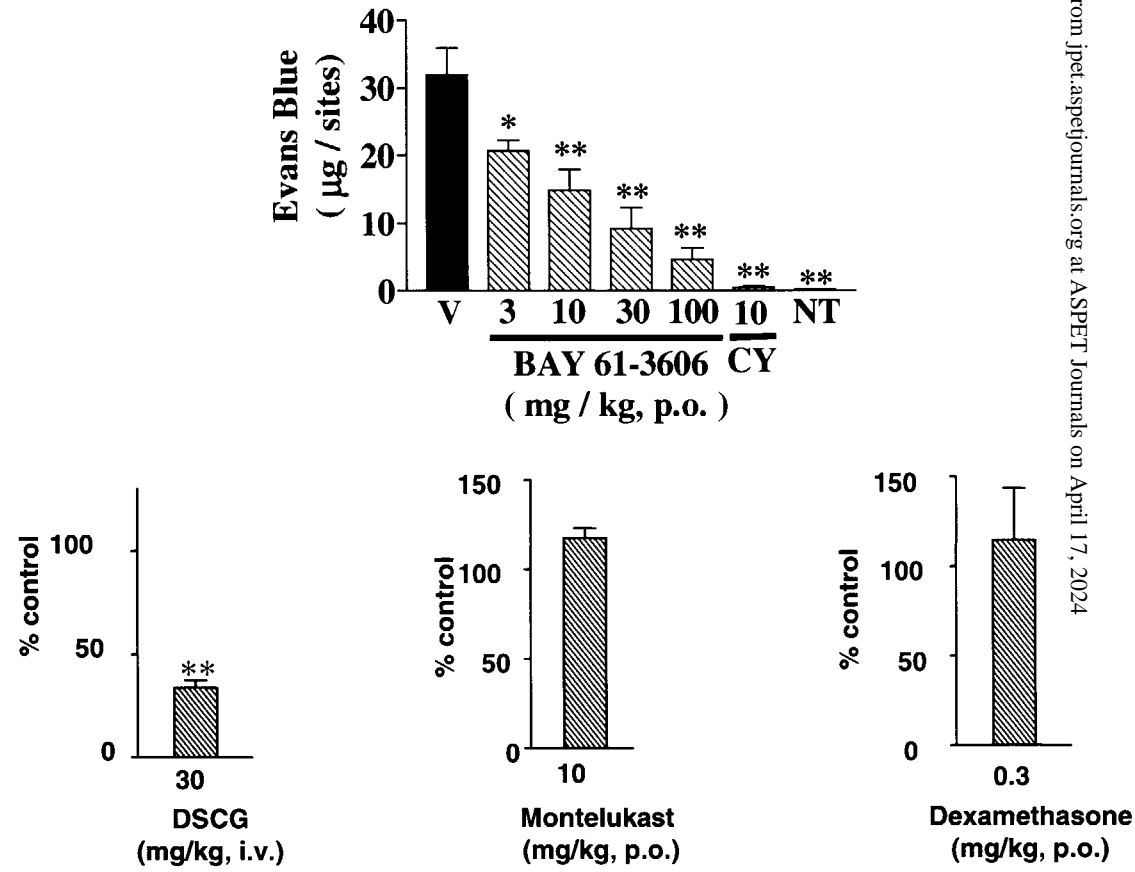 40
30
20
10
0
Evans Blue
( µg / sites)
*
**
**
**
**
**
V 3 10 30 100 10 NT
BAY 61-3606 CY
( mg / kg, p.o. )
% control
100
50
0
**
30
DSCG
(mg/kg, i.v.)
% control
150
100
50
0
10
Montelukast
(mg/kg, p.o.)
% control
150
100
50
0
0.3
Dexamethasone
(mg/kg, p.o.)
rom jpet.aspetjournals.org at ASPET Journals on April 17, 2024